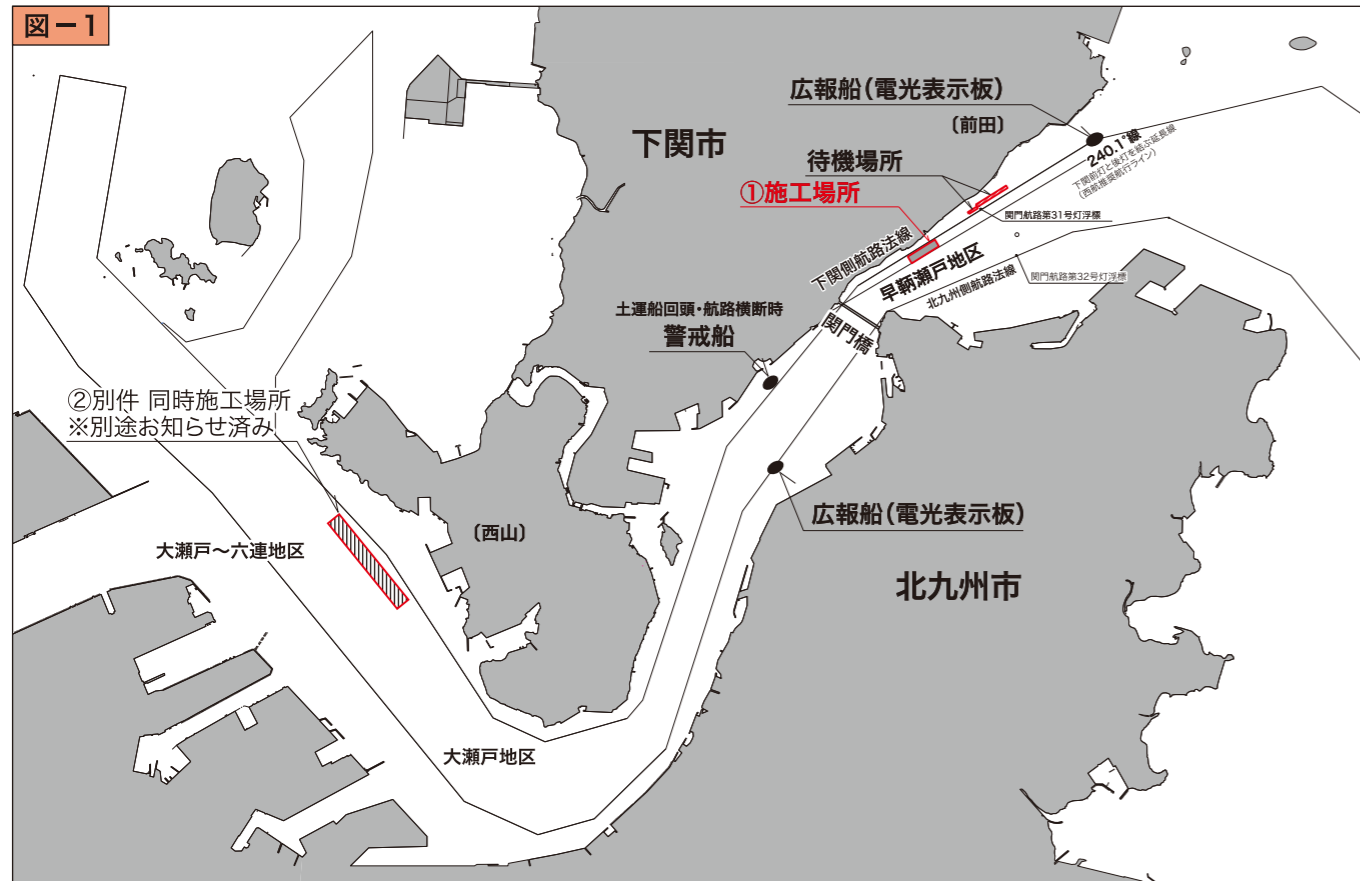 図－1
広報船(電光表示板)
〔前田〕
下関市
待機場所
240.1°線
下関前灯と後灯を結ぶ延長線
(西航推奨航行ライン)
①施工場所
関門航路第31号灯浮標
下関側航路法線
早鞆瀬戸地区
北九州側航路法線
関門航路第32号灯浮標
土運船回頭・航路横断時
警戒船
関門橋
②別件 同時施工場所
※別途お知らせ済み
広報船(電光表示板)
〔西山〕
大瀬戸～六連地区
北九州市
大瀬戸地区